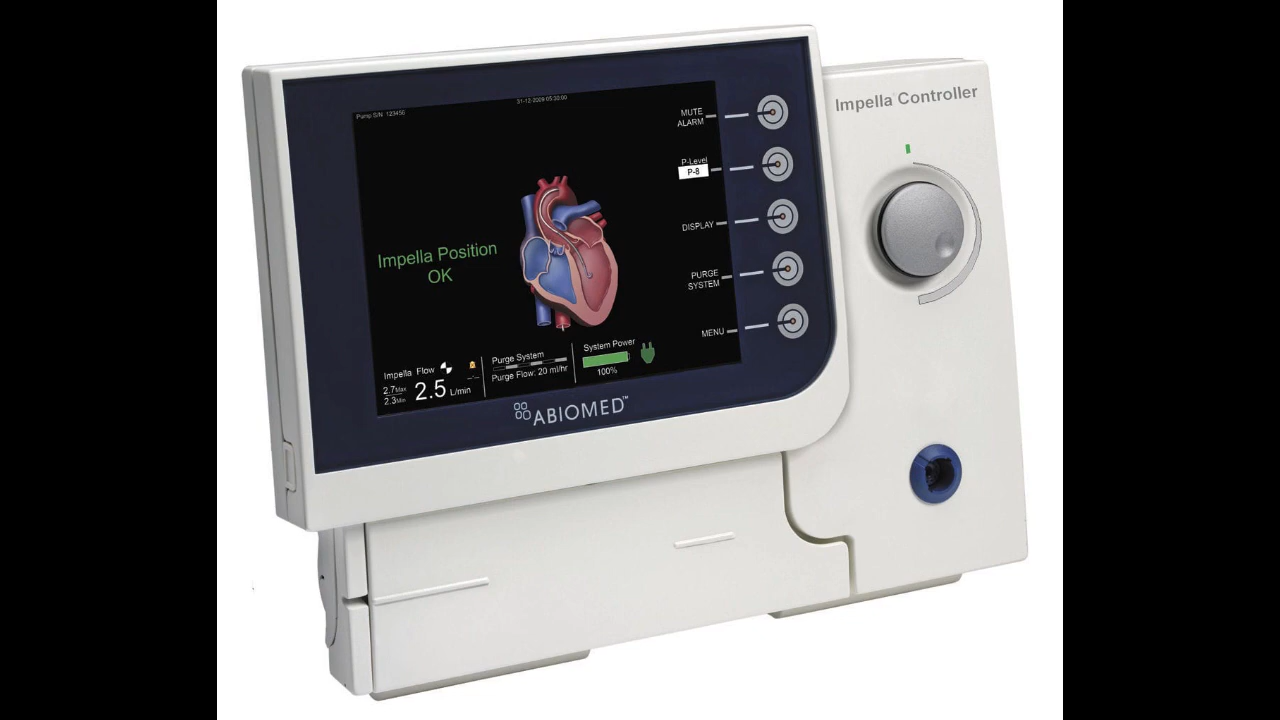 Impella Controller
Pump S/N 123456
31-12-2009 05:30:00
MUTE
ALARM
P-Level
P-8
DISPLAY
Impella Position
OK
PURGE
SYSTEM
MENU
Impella Flow
2.7 Max
2.3 Min
2.5 L/min
Purge System
Purge Flow: 20 ml/hr
System Power
100%
ABIOMED™